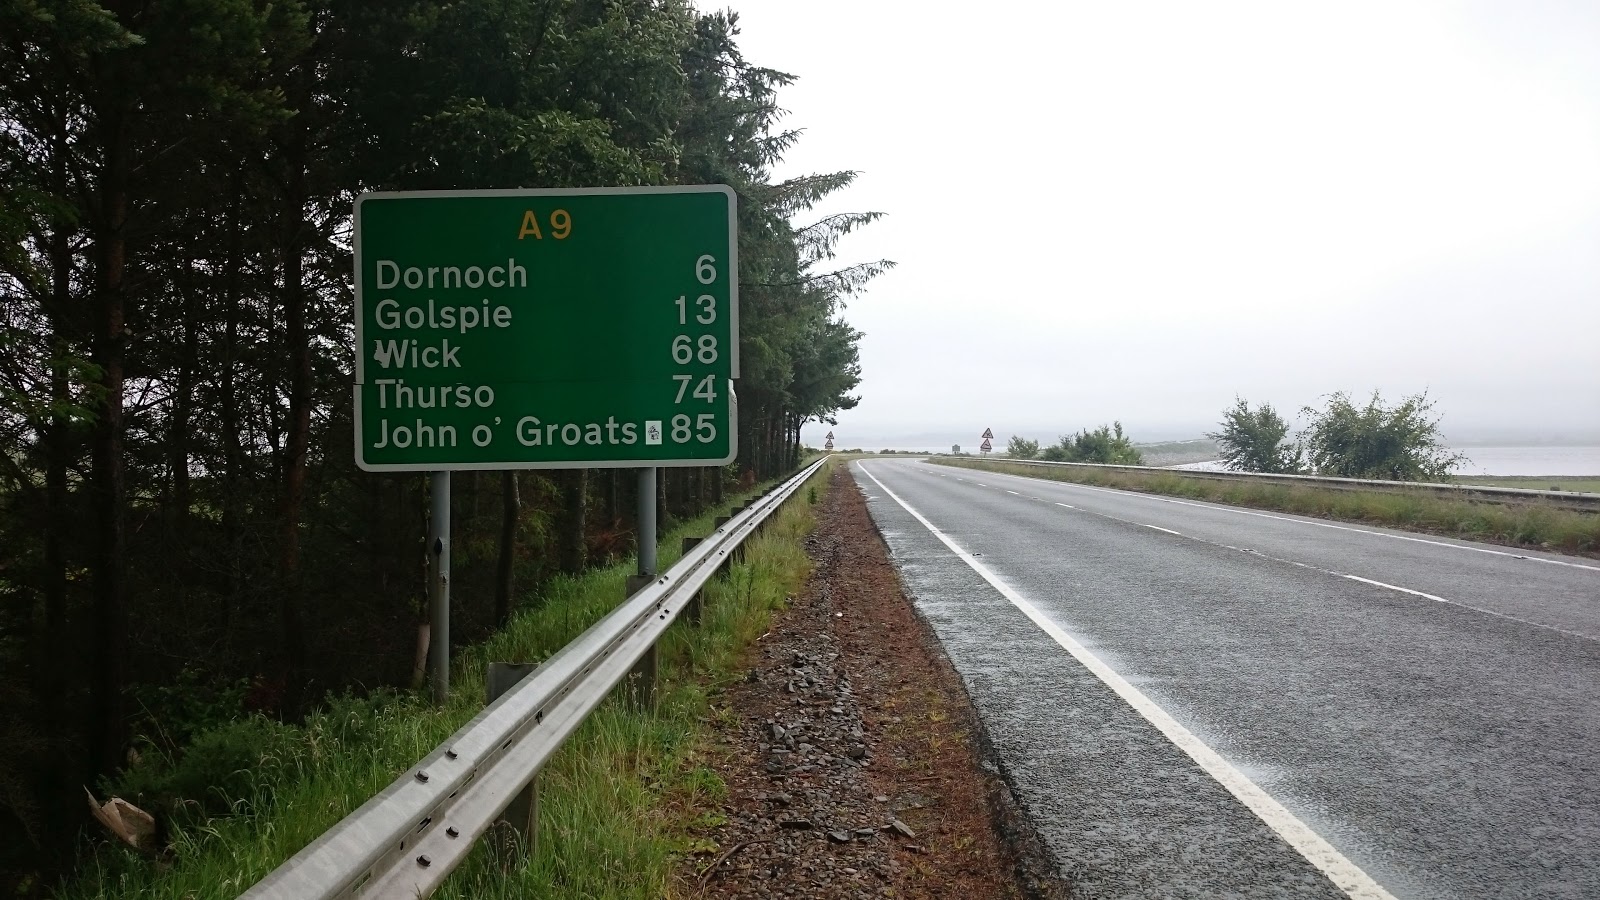 A9
Dornoch 6
Golspie 13
Wick 68
Thurso 74
John o' Groats 85